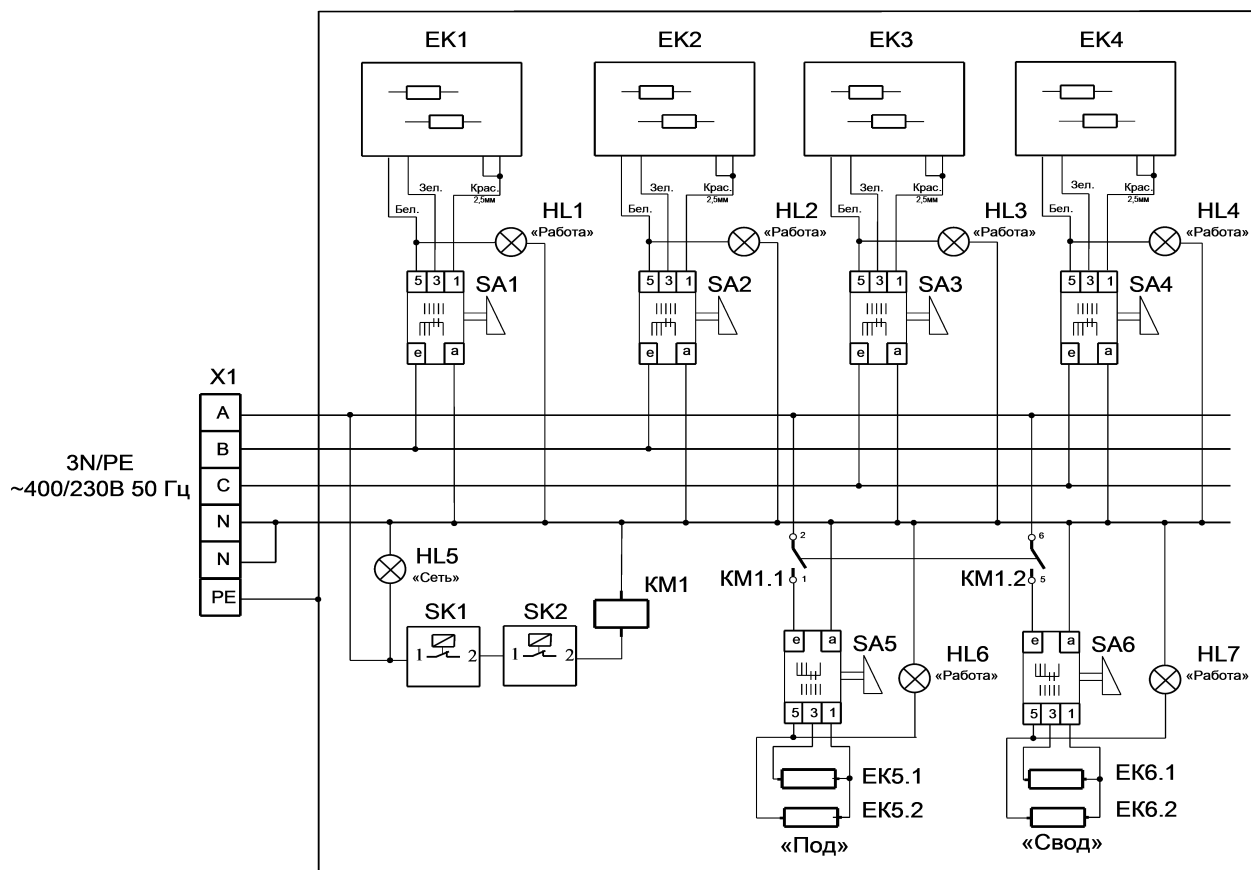 EK1
EK2
EK3
EK4
Зел.
Крас.
2,5мм
Бел.
HL1
«Работа»
Зел.
Крас.
2,5мм
Бел.
HL2
«Работа»
Зел.
Крас.
2,5мм
Бел.
HL3
«Работа»
Зел.
Крас.
2,5мм
Бел.
HL4
«Работа»
5 3 1
SA1
e a
5 3 1
SA2
e a
5 3 1
SA3
e a
5 3 1
SA4
e a
X1
A
B
C
N
N
PE
3N/PE
~400/230В 50 Гц
HL5
«Сеть»
SK1
1 2
SK2
1 2
KM1
2
KM1.1
1
6
KM1.2
5
e a
SA5
5 3 1
HL6
«Работа»
e a
SA6
5 3 1
HL7
«Работа»
EK5.1
EK5.2
«Под»
EK6.1
EK6.2
«Свод»